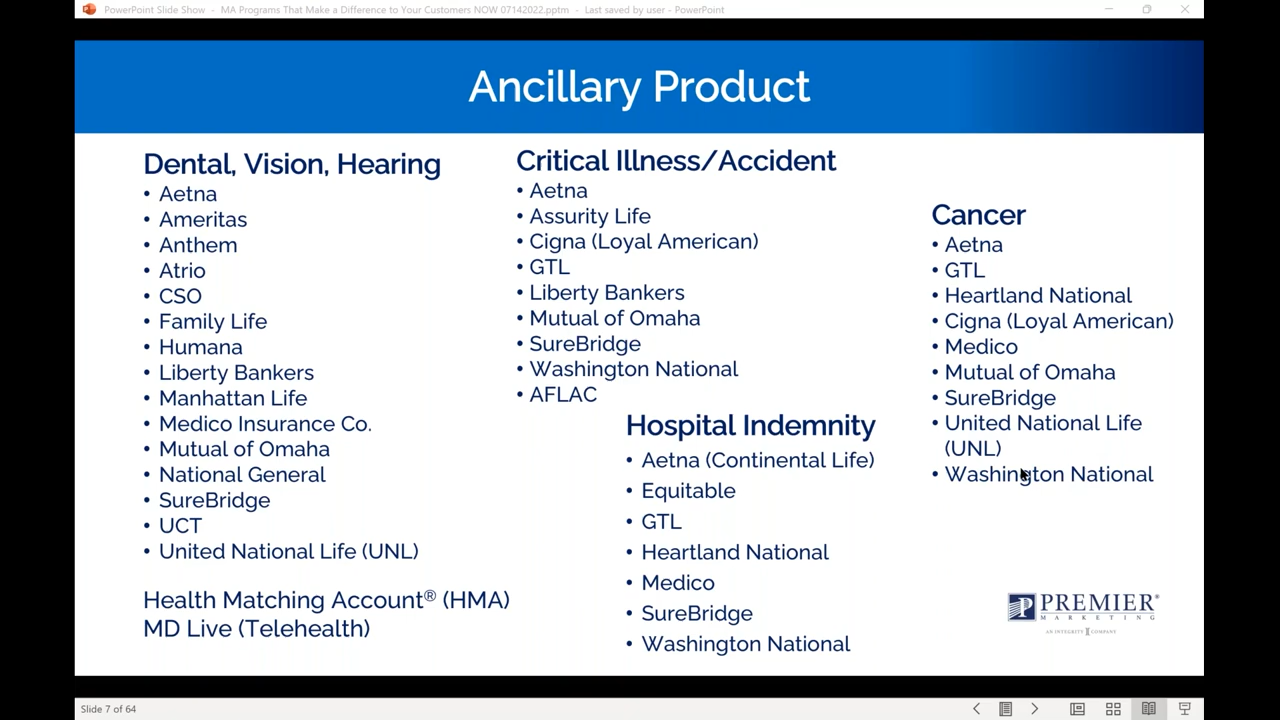 PowerPoint Slide Show - MA Programs That Make a Difference to Your Customers NOW 07142022.pptm - Last saved by user - PowerPoint
Ancillary Product
Dental, Vision, Hearing
• Aetna
• Ameritas
• Anthem
• Atrio
• CSO
• Family Life
• Humana
• Liberty Bankers
• Manhattan Life
• Medico Insurance Co.
• Mutual of Omaha
• National General
• SureBridge
• UCT
• United National Life (UNL)
Health Matching Account® (HMA)
MD Live (Telehealth)
Critical Illness/Accident
• Aetna
• Assurity Life
• Cigna (Loyal American)
• GTL
• Liberty Bankers
• Mutual of Omaha
• SureBridge
• Washington National
• AFLAC
Hospital Indemnity
• Aetna (Continental Life)
• Equitable
• GTL
• Heartland National
• Medico
• SureBridge
• Washington National
Cancer
• Aetna
• GTL
• Heartland National
• Cigna (Loyal American)
• Medico
• Mutual of Omaha
• SureBridge
• United National Life
(UNL)
• Washington National
PREMIER®
MARKETING
AN INTEGRITY COMPANY
Slide 7 of 64